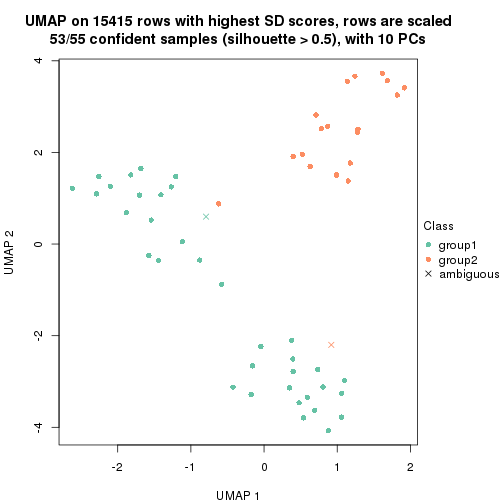 UMAP on 15415 rows with highest SD scores, rows are scaled
53/55 confident samples (silhouette > 0.5), with 10 PCs
4
2
0
-2
-4
UMAP 2
-2
-1
0
1
2
UMAP 1
Class
group1
group2
ambiguous